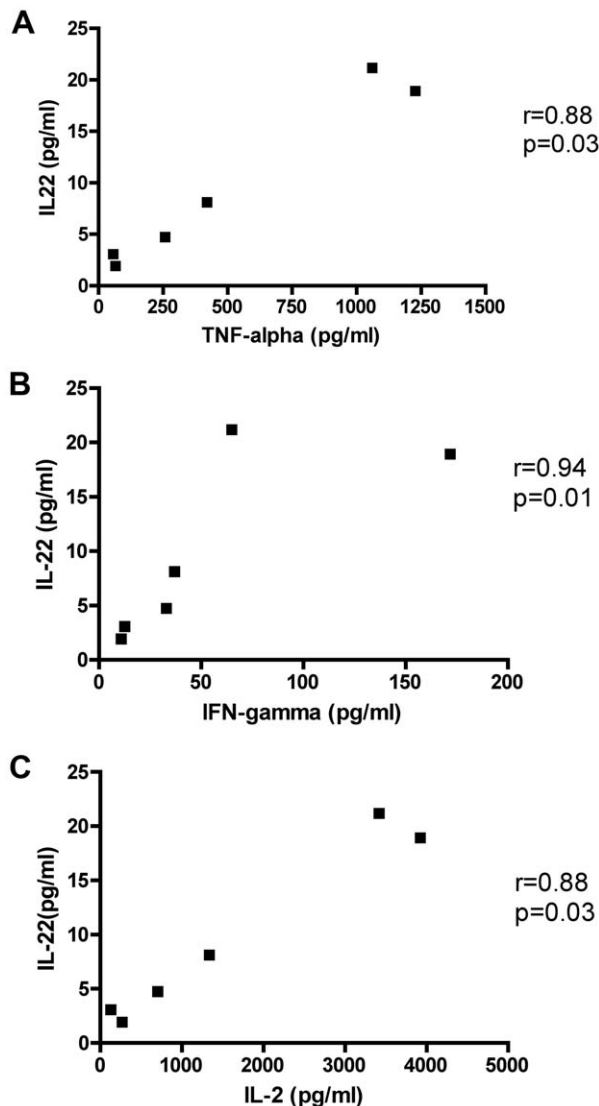 A
25
20
15
10
5
0
IL22 (pg/ml)
0 250 500 750 1000 1250 1500
TNF-alpha (pg/ml)
r=0.88
p=0.03
B
25
20
15
10
5
0
IL-22 (pg/ml)
0 50 100 150 200
IFN-gamma (pg/ml)
r=0.94
p=0.01
C
25
20
15
10
5
0
IL-22(pg/ml)
0 1000 2000 3000 4000 5000
IL-2 (pg/ml)
r=0.88
p=0.03